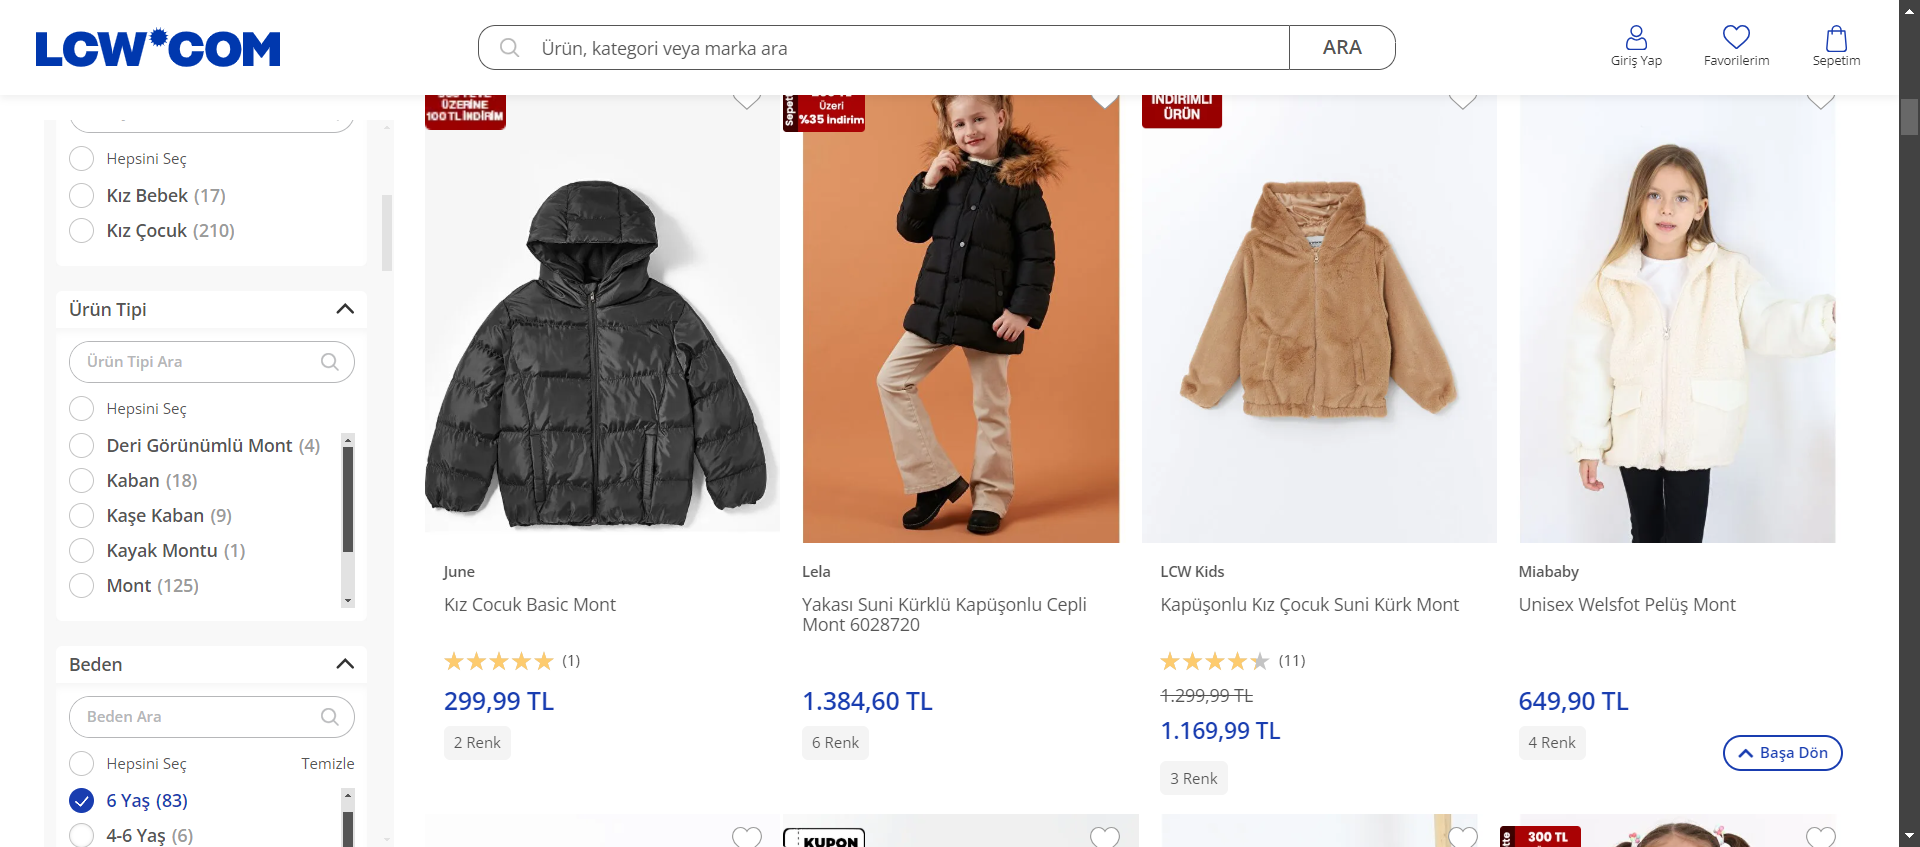 LCW.COM
Ürün, kategori veya marka ara
ARA
Giriş Yap
Favorilerim
Sepetim
Hepsini Seç
Kız Bebek (17)
Kız Çocuk (210)
Ürün Tipi
Ürün Tipi Ara
Hepsini Seç
Deri Görünümlü Mont (4)
Kaban (18)
Kaşe Kaban (9)
Kayak Montu (1)
Mont (125)
Beden
Beden Ara
Hepsini Seç
Temizle
6 Yaş (83)
4-6 Yaş (6)
ÜZERİNE
100 TL İNDİRİM
June
Kız Cocuk Basic Mont
(1)
299,99 TL
2 Renk
Üzeri
%35 İndirim
Lela
Yakası Suni Kürklü Kapüşonlu Cepli
Mont 6028720
1.384,60 TL
6 Renk
İNDİRİMLİ
ÜRÜN
LCW Kids
Kapüşonlu Kız Çocuk Suni Kürk Mont
(11)
1.299,99 TL
1.169,99 TL
3 Renk
Miababy
Unisex Welsfot Pelüş Mont
649,90 TL
4 Renk
Başa Dön
KUPON
300 TL